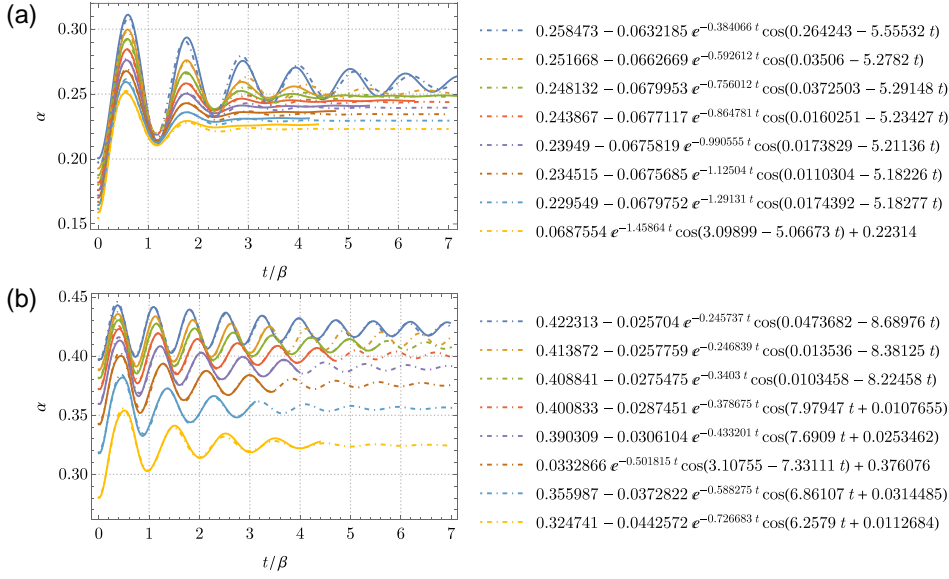 (a)
0.30
0.25
0.20
0.15
α
0 1 2 3 4 5 6 7
t/β
0.258473 − 0.0632185 e^{−0.384066 t} cos(0.264243 − 5.55532 t)
0.251668 − 0.0662669 e^{−0.592612 t} cos(0.03506 − 5.2782 t)
0.248132 − 0.0679953 e^{−0.756012 t} cos(0.0372503 − 5.29148 t)
0.243867 − 0.0677117 e^{−0.864781 t} cos(0.0160251 − 5.23427 t)
0.23949 − 0.0675819 e^{−0.990555 t} cos(0.0173829 − 5.21136 t)
0.234515 − 0.0675685 e^{−1.12504 t} cos(0.0110304 − 5.18226 t)
0.229549 − 0.0679752 e^{−1.29131 t} cos(0.0174392 − 5.18277 t)
0.0687554 e^{−1.45864 t} cos(3.09899 − 5.06673 t) + 0.22314
(b)
0.45
0.40
0.35
0.30
α
0 1 2 3 4 5 6 7
t/β
0.422313 − 0.025704 e^{−0.245737 t} cos(0.0473682 − 8.68976 t)
0.413872 − 0.0257759 e^{−0.246839 t} cos(0.013536 − 8.38125 t)
0.408841 − 0.0275475 e^{−0.3403 t} cos(0.0103458 − 8.22458 t)
0.400833 − 0.0287451 e^{−0.378675 t} cos(7.97947 t + 0.0107655)
0.390309 − 0.0306104 e^{−0.433201 t} cos(7.6909 t + 0.0253462)
0.0332866 e^{−0.501815 t} cos(3.10755 − 7.33111 t) + 0.376076
0.355987 − 0.0372822 e^{−0.588275 t} cos(6.86107 t + 0.0314485)
0.324741 − 0.0442572 e^{−0.726683 t} cos(6.2579 t + 0.0112684)